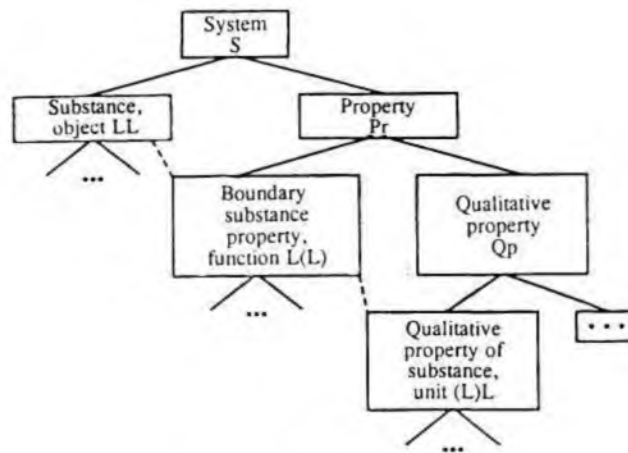 System
S
Substance,
object LL
Property
Pr
...
Boundary
substance
property,
function L(L)
Qualitative
property
Qp
...
...
Qualitative
property of
substance,
unit (L)L
...